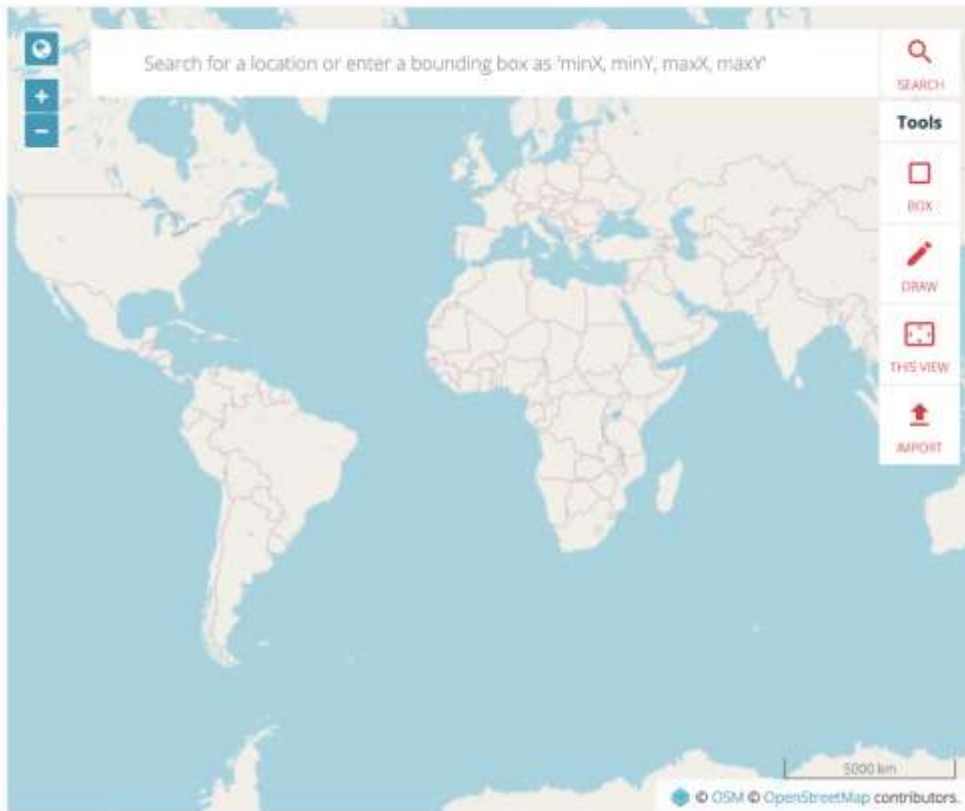 Search for a location or enter a bounding box as 'minX, minY, maxX, maxY'
SEARCH
+
−
Tools
BOX
DRAW
THIS VIEW
IMPORT
5000 km
© OSM © OpenStreetMap contributors.